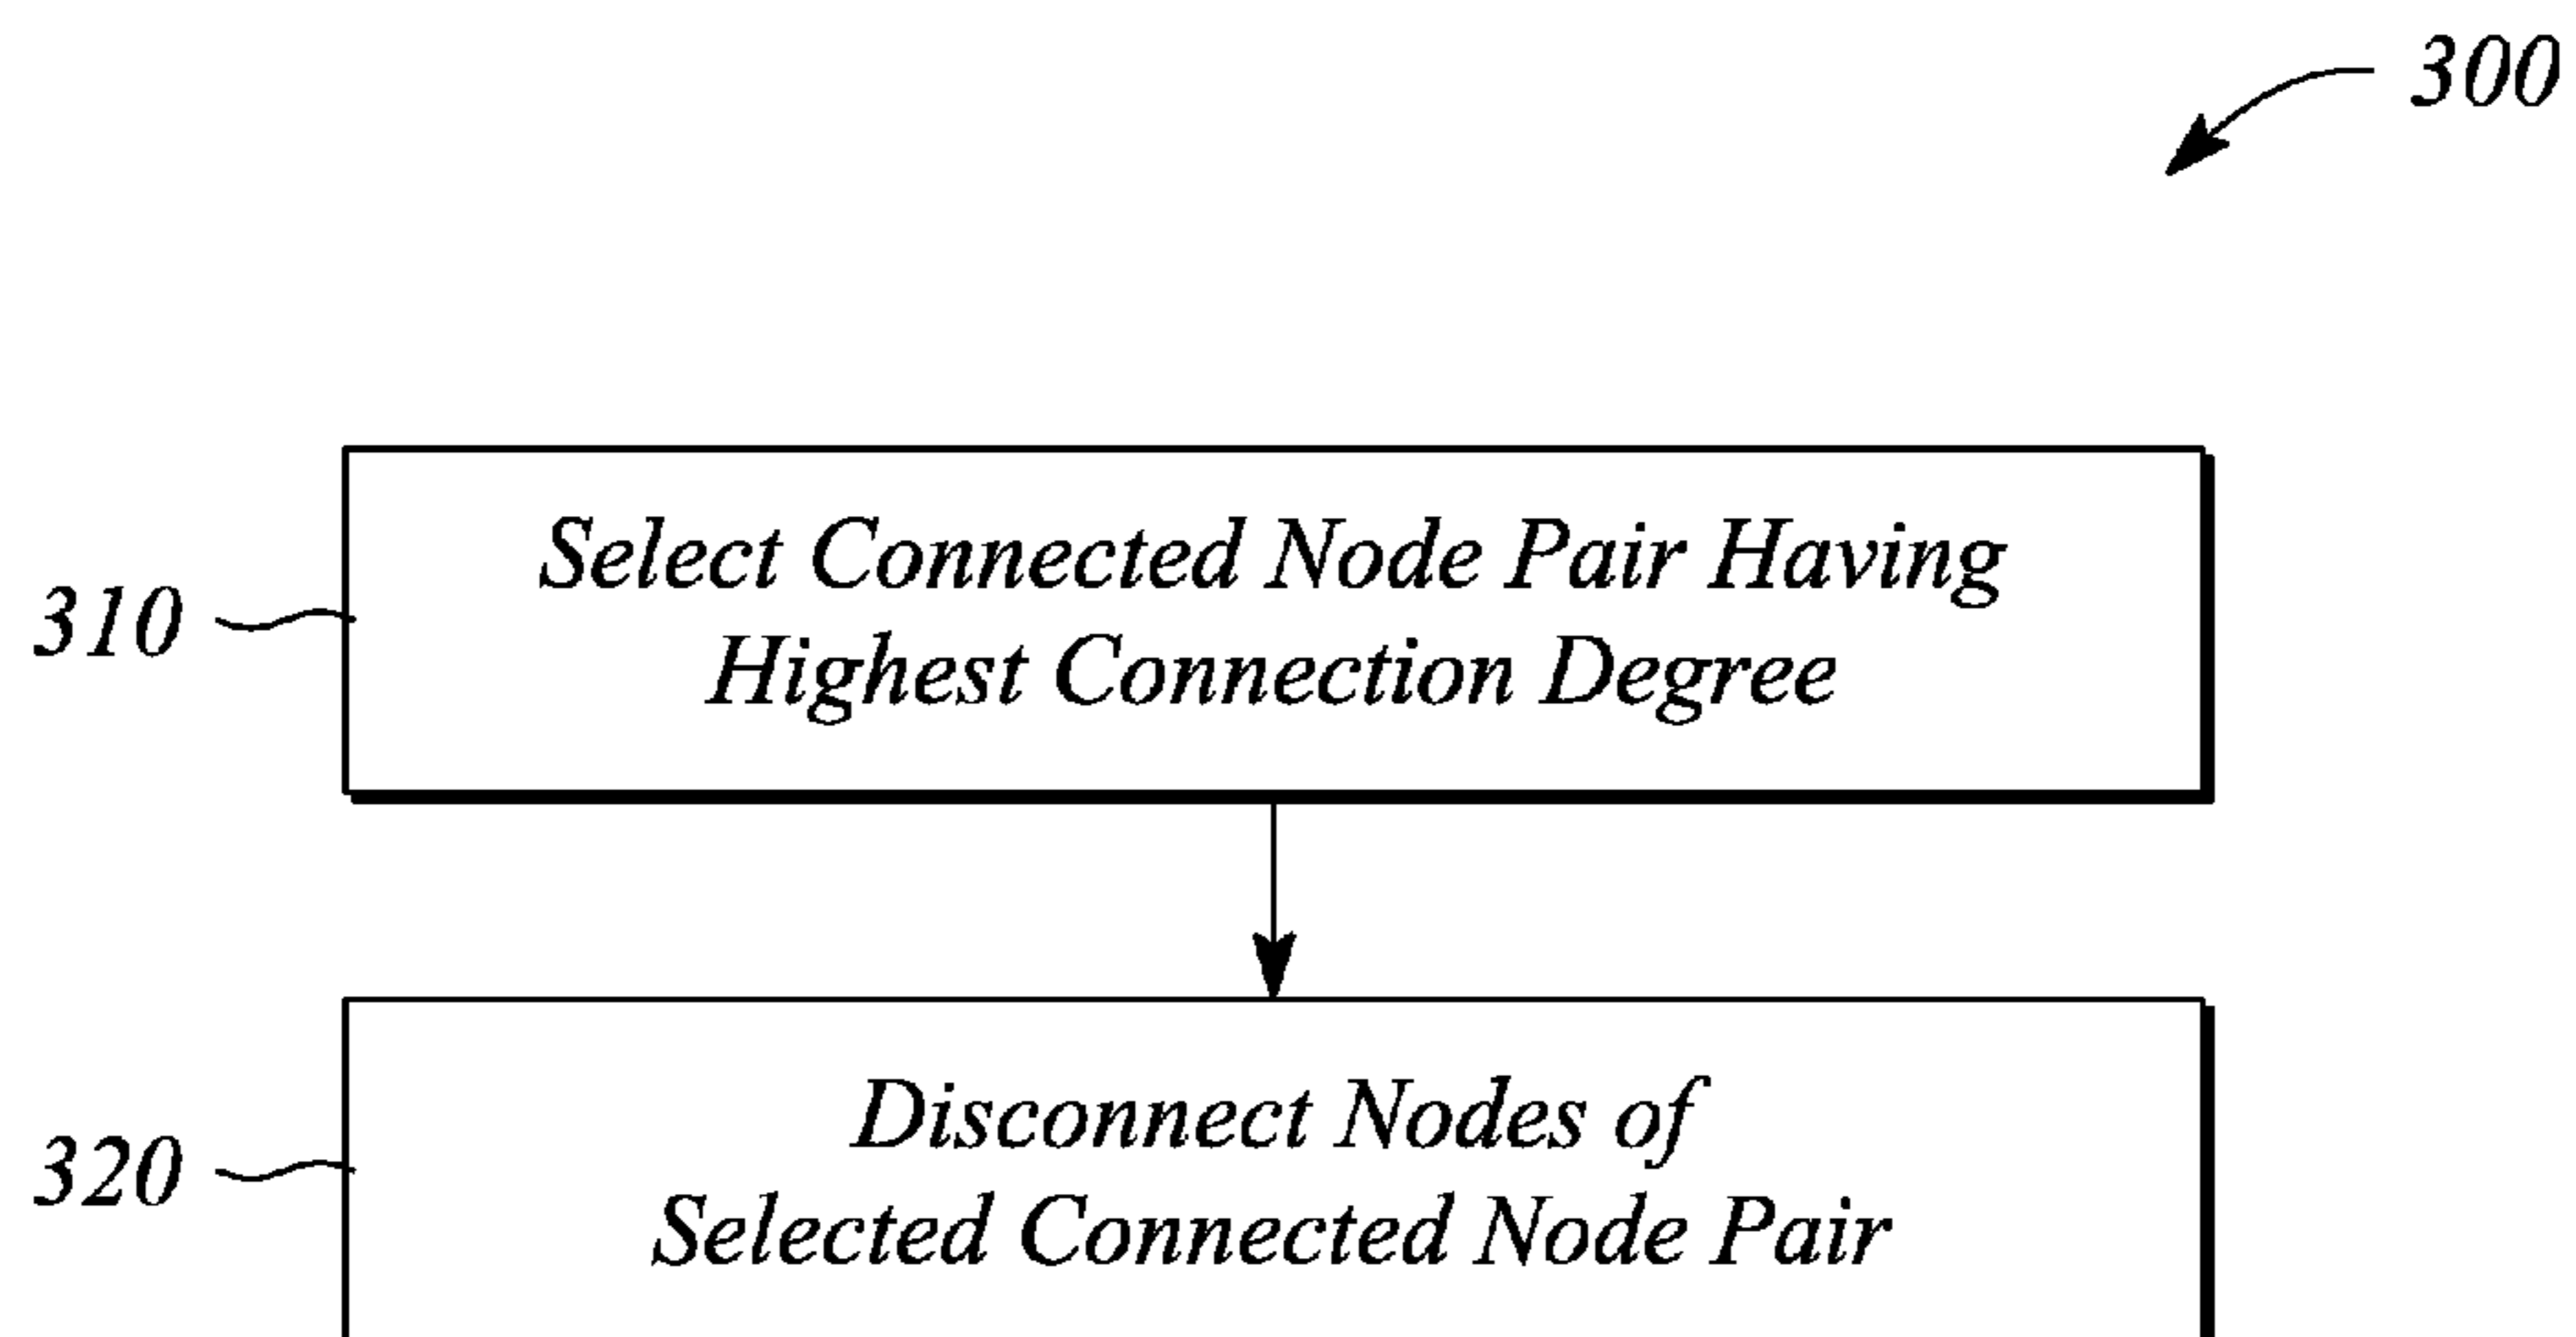 300
310
Select Connected Node Pair Having
Highest Connection Degree
320
Disconnect Nodes of
Selected Connected Node Pair